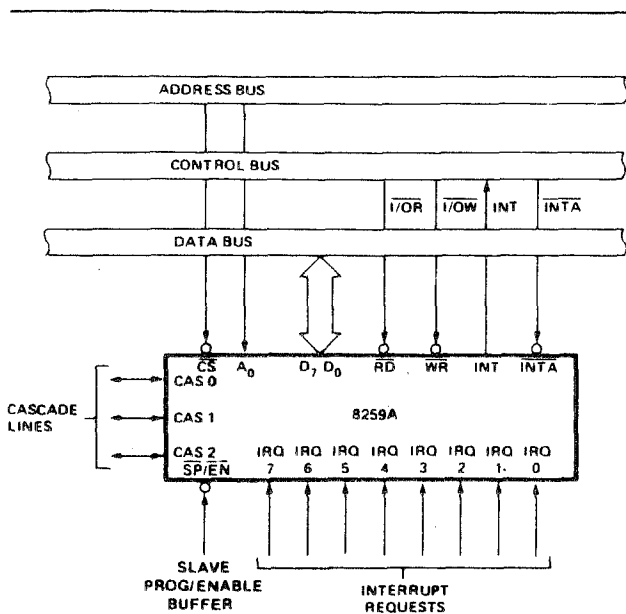 ADDRESS BUS
CONTROL BUS
I/OR I/OW INT INTA
DATA BUS
CS A0 D7 D0 RD WR INT INTA
CAS 0
CASCADE
LINES
CAS 1
8259A
CAS 2
SP/EN
IRQ IRQ IRQ IRQ IRQ IRQ IRQ IRQ
7 6 5 4 3 2 1 0
SLAVE
PROG/ENABLE
BUFFER
INTERRUPT
REQUESTS